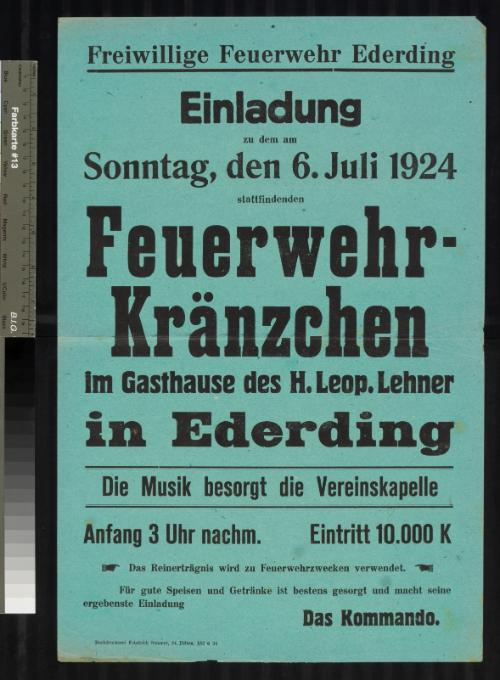 Freiwillige Feuerwehr Ederding
Einladung
zu dem am
Sonntag, den 6. Juli 1924
stattfindenden
Feuerwehr-
Kränzchen
im Gasthause des H. Leop. Lehner
in Ederding
Die Musik besorgt die Vereinskapelle
Anfang 3 Uhr nachm. Eintritt 10.000 K
Das Reinerträgnis wird zu Feuerwehrzwecken verwendet.
Für gute Speisen und Getränke ist bestens gesorgt und macht seine
ergebenste Einladung
Das Kommando.
Farbkarte #13
B.I.G.